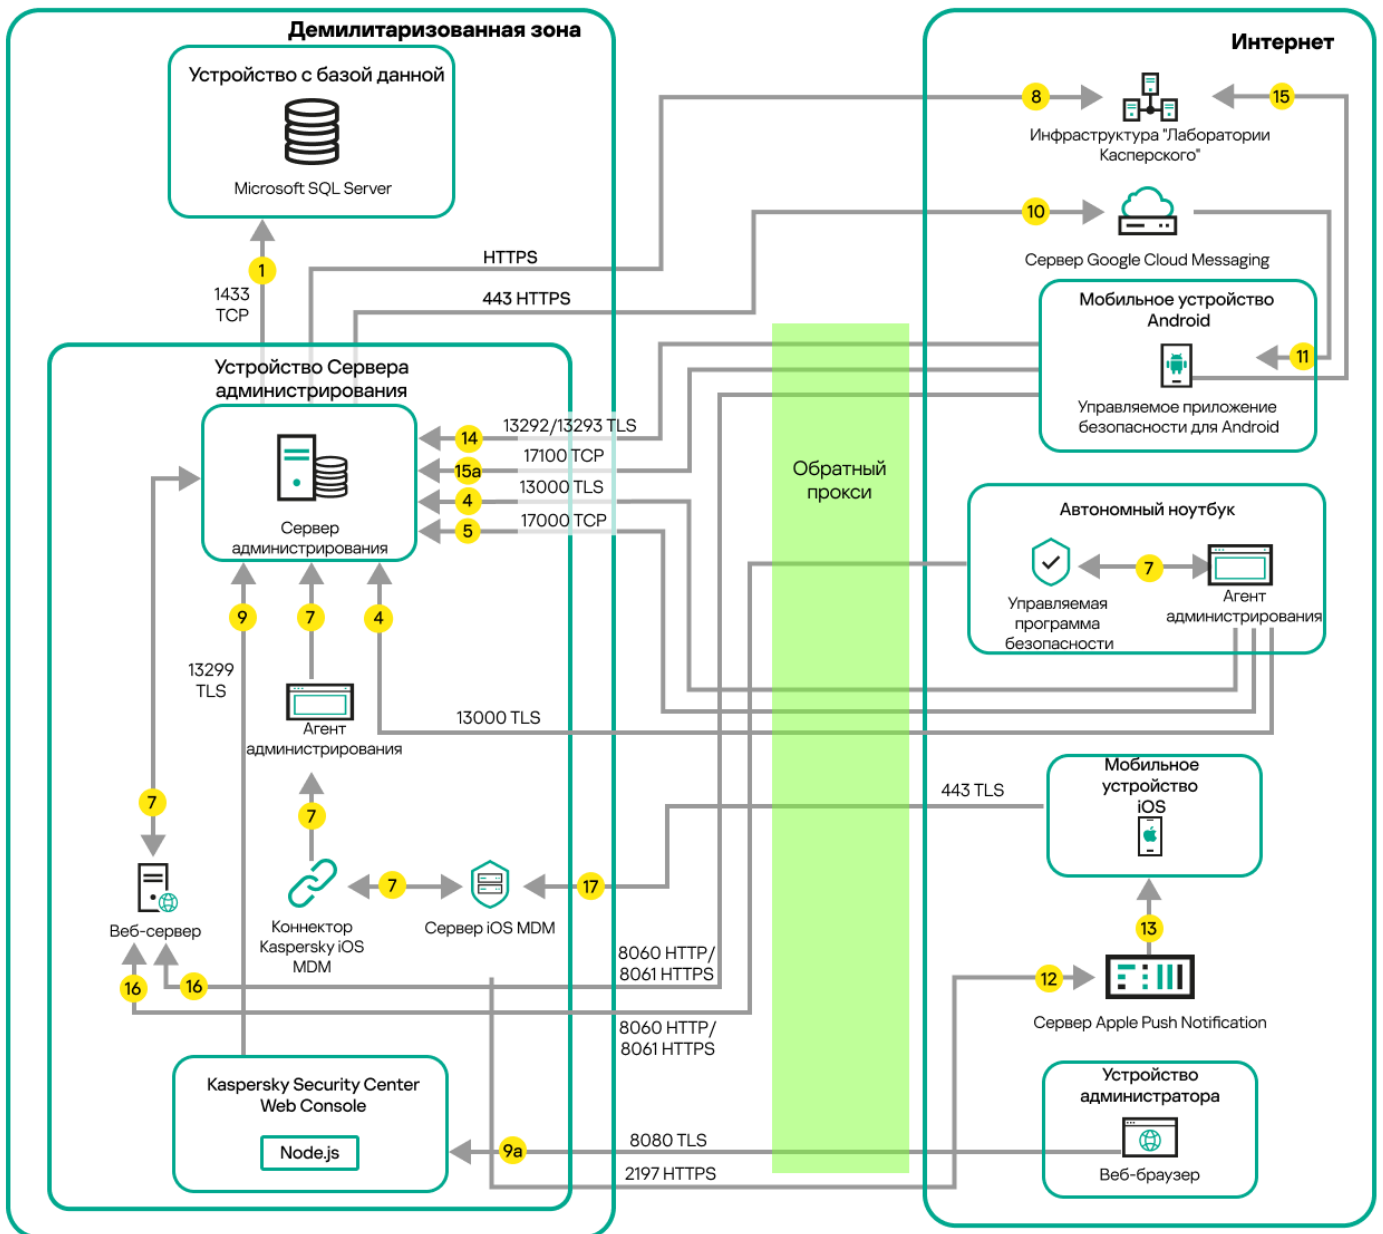 Демилитаризованная зона
Устройство с базой данной
Microsoft SQL Server
1
1433
TCP
HTTPS
443 HTTPS
Устройство Сервера
администрирования
Сервер
администрирования
13292/13293 TLS
14
17100 TCP
15a
13000 TLS
4
17000 TCP
5
9
7
4
13299
TLS
Агент
администрирования
13000 TLS
7
7
7
17
Веб-сервер
Коннектор
Kaspersky iOS
MDM
Сервер iOS MDM
16
16
8060 HTTP/
8061 HTTPS
8060 HTTP/
8061 HTTPS
Kaspersky Security Center
Web Console
Node.js
9a
8080 TLS
2197 HTTPS
Обратный
прокси
Интернет
8
15
Инфраструктура "Лаборатории
Касперского"
10
Сервер Google Cloud Messaging
Мобильное устройство
Android
11
Управляемое приложение
безопасности для Android
Автономный ноутбук
7
Управляемая
программа
безопасности
Агент
администрирования
443 TLS
Мобильное
устройство
iOS
13
12
Сервер Apple Push Notification
Устройство
администратора
Веб-браузер